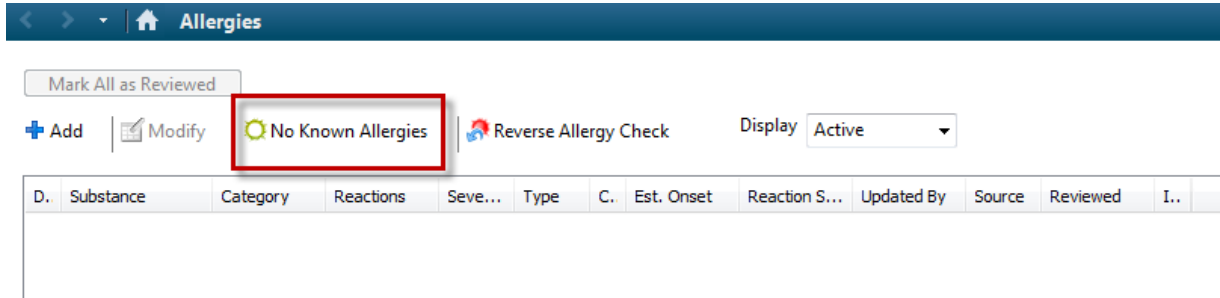 Allergies
Mark All as Reviewed
Add Modify No Known Allergies Reverse Allergy Check Display Active
D.. Substance Category Reactions Seve... Type C.. Est. Onset Reaction S... Updated By Source Reviewed I..